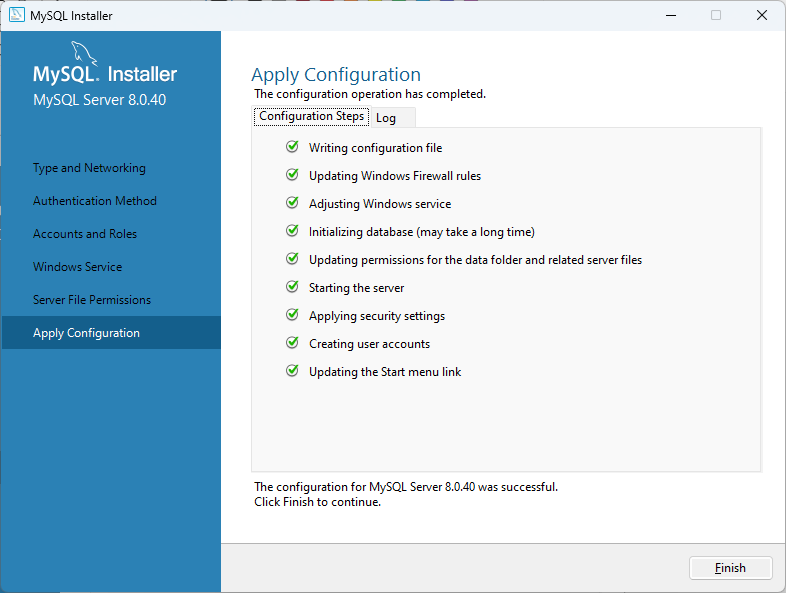 MySQL Installer
MySQL. Installer
MySQL Server 8.0.40
Type and Networking
Authentication Method
Accounts and Roles
Windows Service
Server File Permissions
Apply Configuration
Apply Configuration
The configuration operation has completed.
Configuration Steps
Log
Writing configuration file
Updating Windows Firewall rules
Adjusting Windows service
Initializing database (may take a long time)
Updating permissions for the data folder and related server files
Starting the server
Applying security settings
Creating user accounts
Updating the Start menu link
The configuration for MySQL Server 8.0.40 was successful.
Click Finish to continue.
Finish